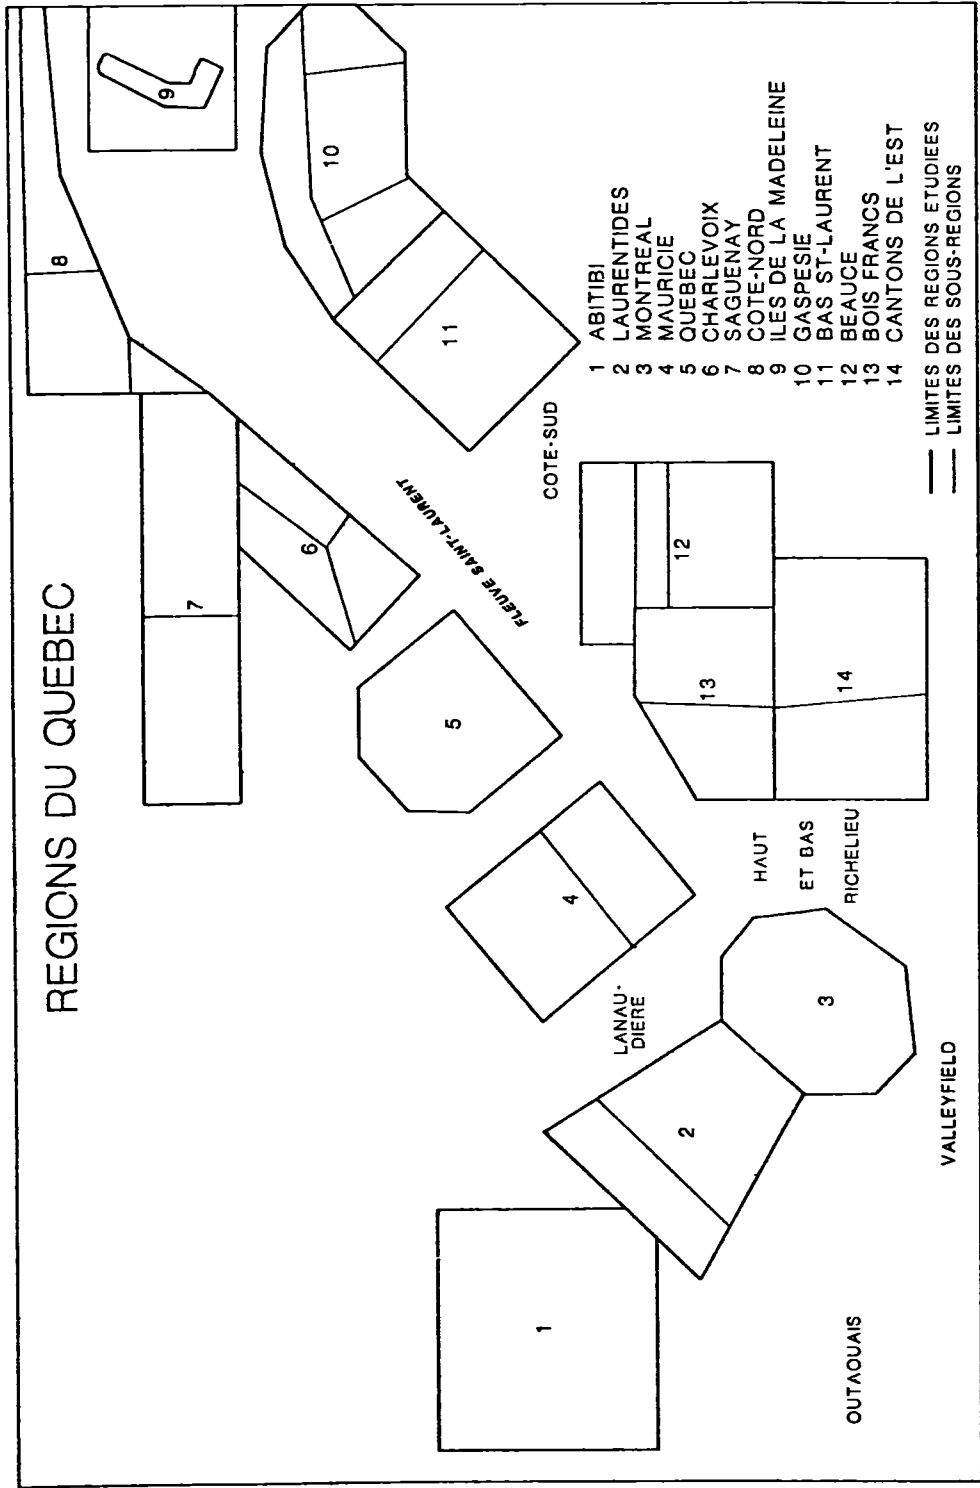 REGIONS DU QUEBEC
1
2
3
4
5
6
7
8
9
10
11
12
13
14
FLEUVE SAINT-LAURENT
COTE-SUD
LANAU-
DIERE
HAUT
ET BAS
RICHELIEU
OUTAOUAIS
VALLEYFIELD
1 ABITIBI
2 LAURENTIDES
3 MONTREAL
4 MAURICIE
5 QUEBEC
6 CHARLEVOIX
7 SAGUENAY
8 COTE-NORD
9 ILES DE LA MADELEINE
10 GASPESIE
11 BAS ST-LAURENT
12 BEAUCE
13 BOIS FRANCS
14 CANTONS DE L'EST
LIMITES DES REGIONS ETUDIEES
LIMITES DES SOUS-REGIONS